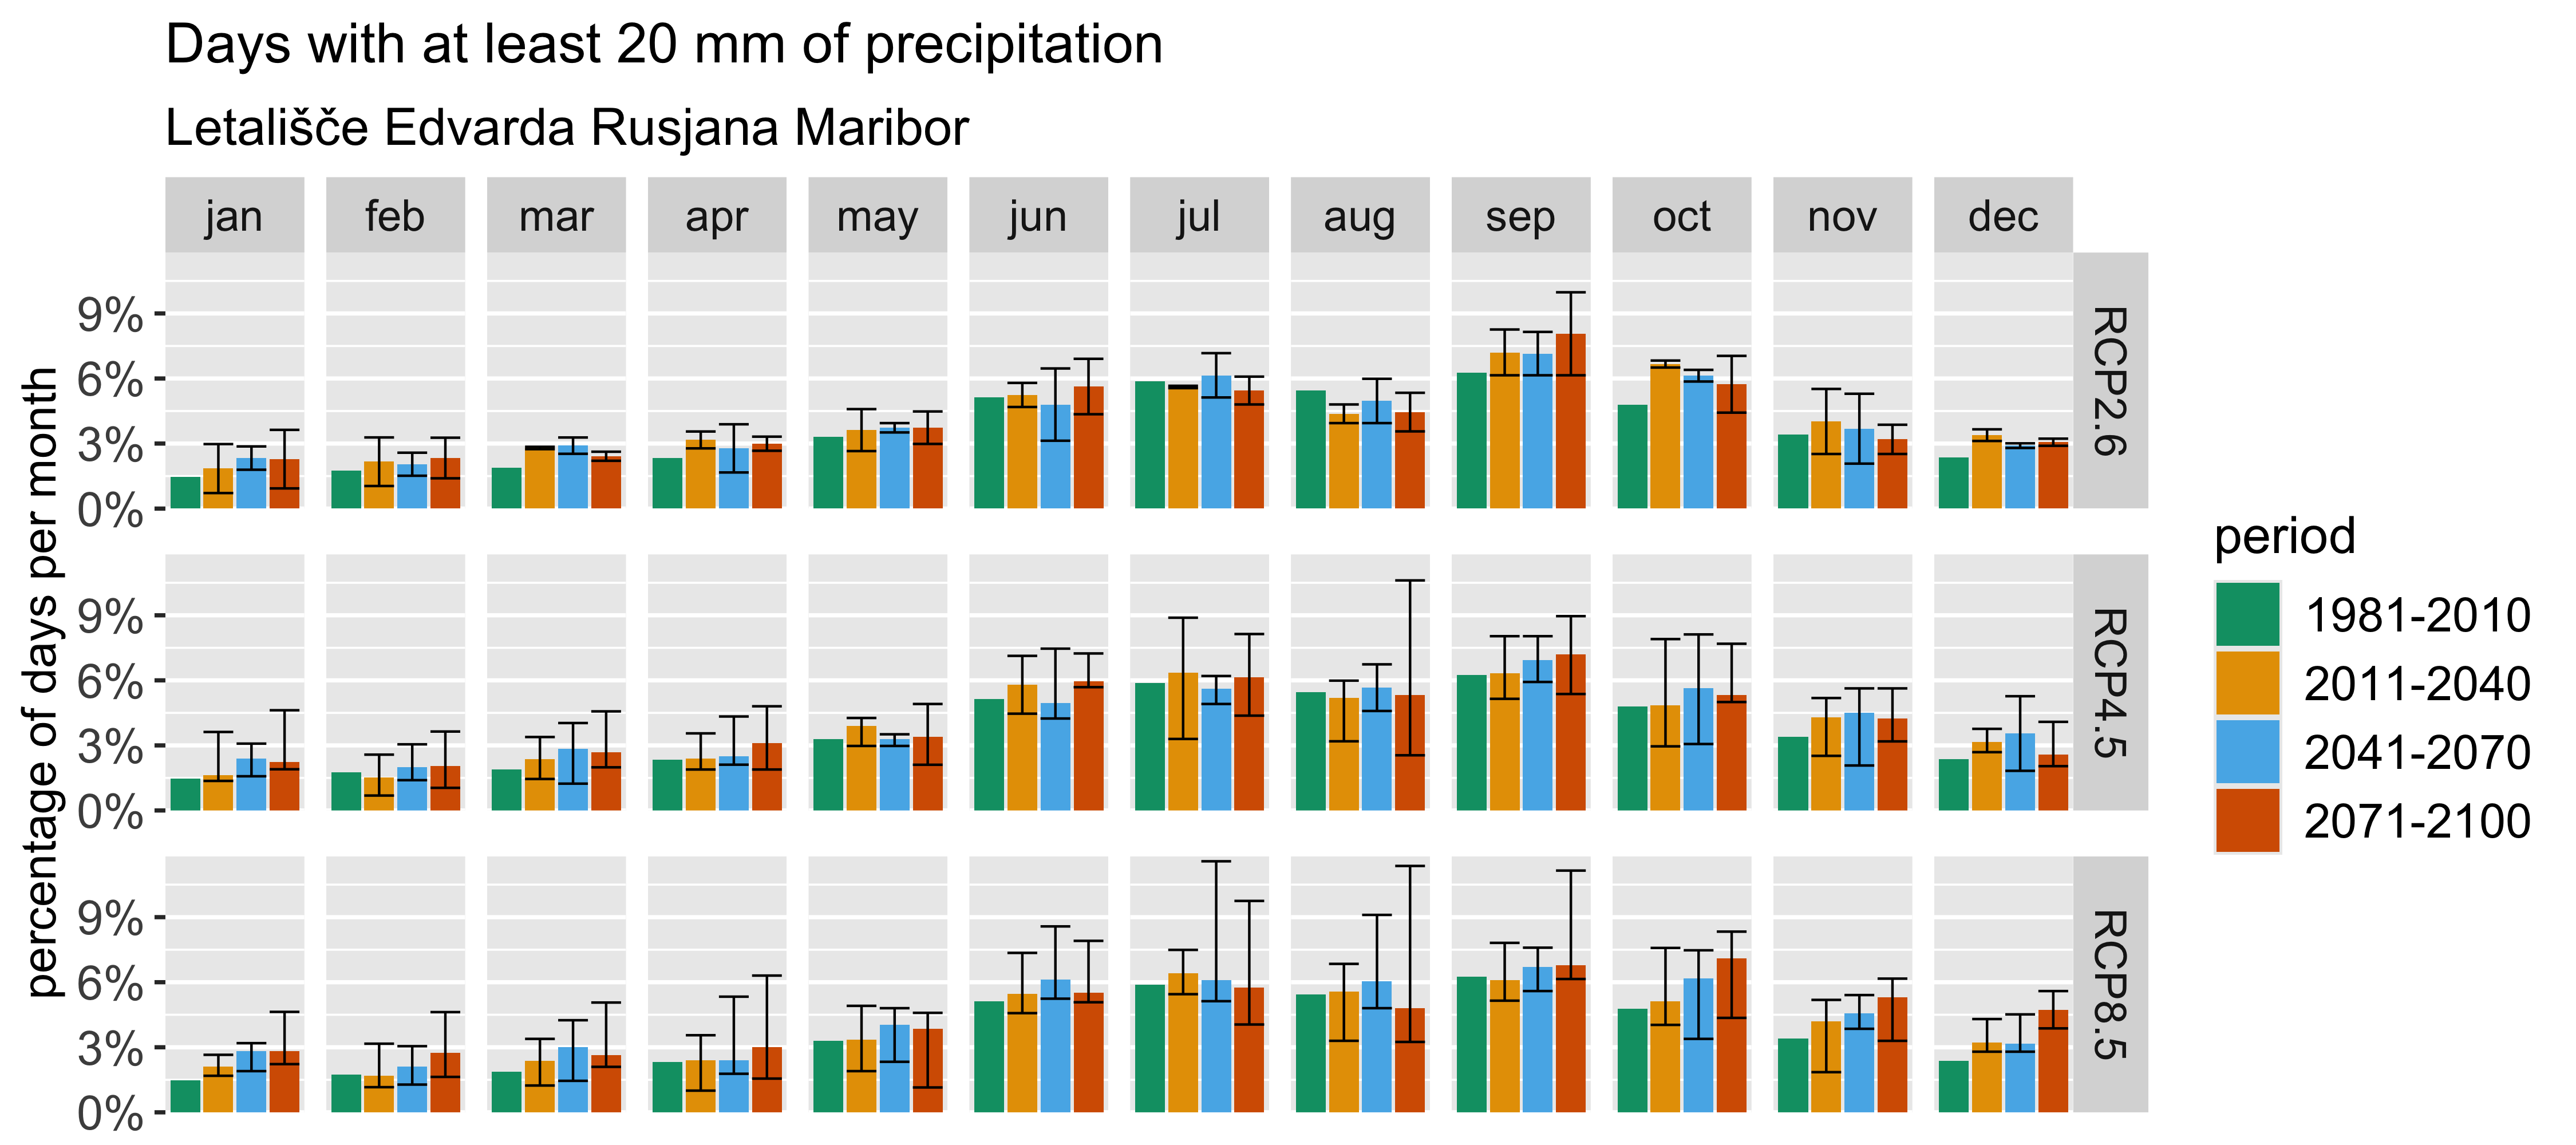 Days with at least 20 mm of precipitation
Letališče Edvarda Rusjana Maribor
jan feb mar apr may jun jul aug sep oct nov dec
percentage of days per month
9%
6%
3%
0%
RCP2.6
9%
6%
3%
0%
RCP4.5
9%
6%
3%
0%
RCP8.5
period
1981-2010
2011-2040
2041-2070
2071-2100